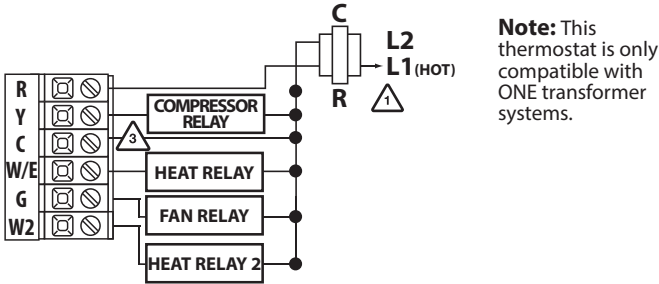 C
L2
L1 (HOT)
R
1
Note: This
thermostat is only
compatible with
ONE transformer
systems.
R
Y
C
W/E
G
W2
COMPRESSOR
RELAY
3
HEAT RELAY
FAN RELAY
HEAT RELAY 2